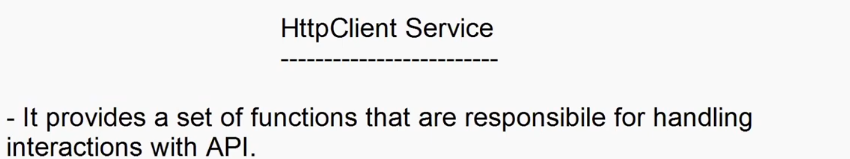 HttpClient Service
-------------------------
- It provides a set of functions that are responsibile for handling
interactions with API.